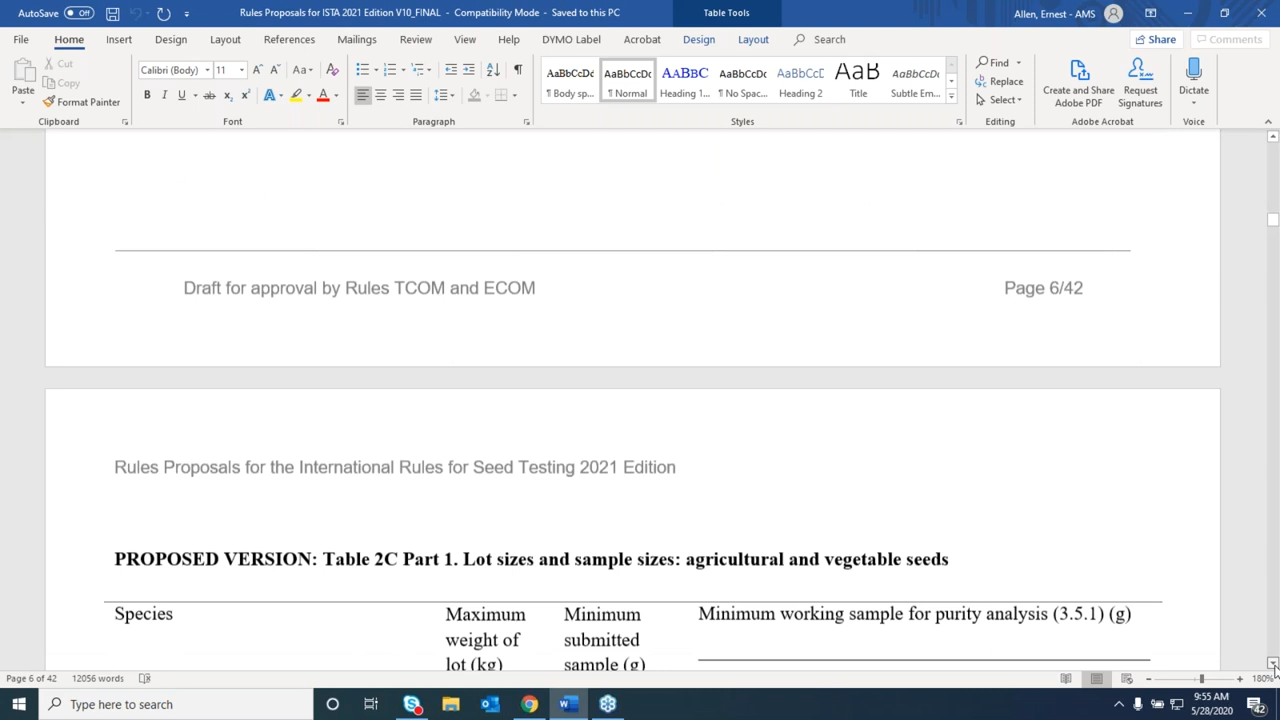 AutoSave Off
Rules Proposals for ISTA 2021 Edition V10_FINAL - Compatibility Mode - Saved to this PC
Table Tools
Allen, Ernest - AMS
File Home Insert Design Layout References Mailings Review View Help DYMO Label Acrobat Design Layout Search
Share Comments
Paste
Cut
Copy
Format Painter
Calibri (Body) 11
AaBbCcDc AaBbCcDc AABBC AaBbCcDc AaBbCcDc AaB AaBbCcDc
¶ Body sp... ¶ Normal Heading 1... ¶ No Spac... Heading 2 Title Subtle Em...
Find
Replace
Select
Create and Share
Adobe PDF
Request
Signatures
Dictate
Clipboard Font Paragraph Styles Editing Adobe Acrobat Voice
Draft for approval by Rules TCOM and ECOM Page 6/42
Rules Proposals for the International Rules for Seed Testing 2021 Edition
PROPOSED VERSION: Table 2C Part 1. Lot sizes and sample sizes: agricultural and vegetable seeds
Species Maximum Minimum Minimum working sample for purity analysis (3.5.1) (g)
weight of submitted
lot (kg) sample (g)
Page 6 of 42 12056 words 180%
Type here to search
9:55 AM
5/28/2020
42